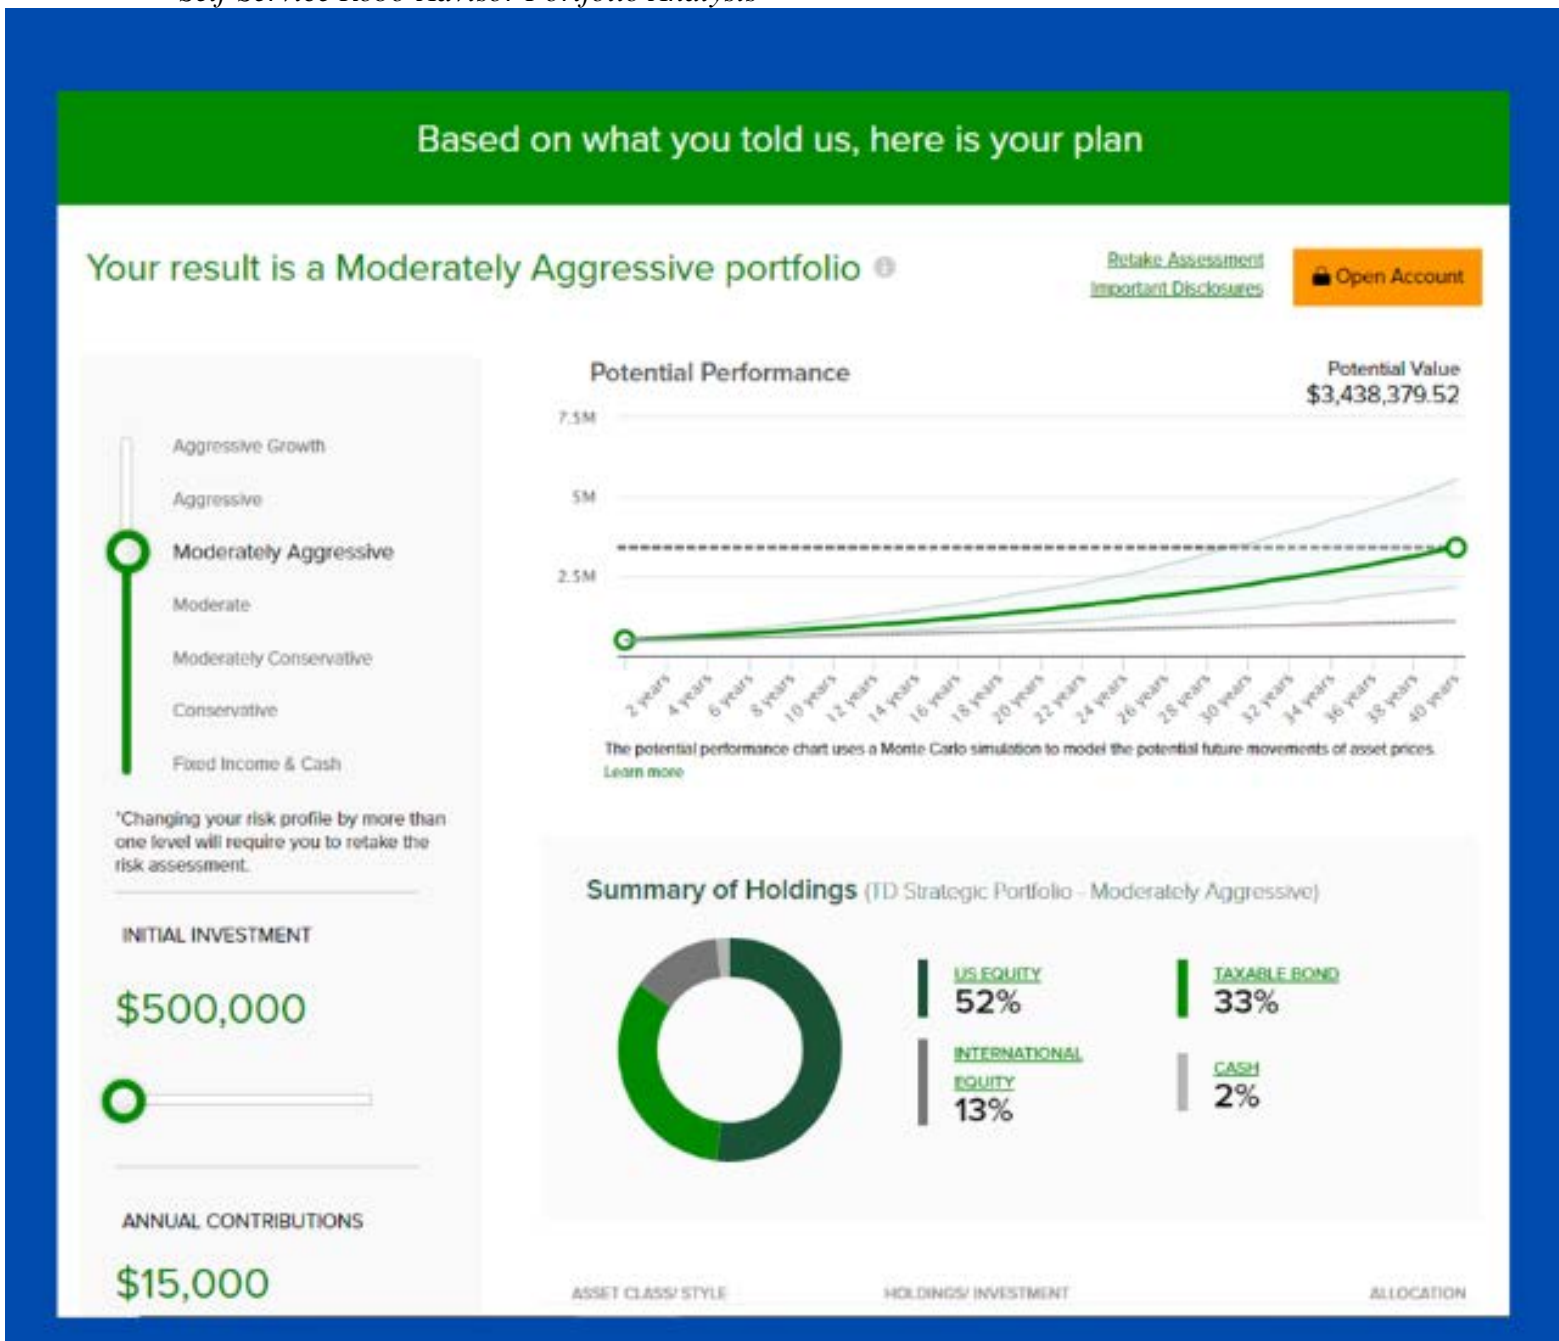 Self-Service Robo-Advisor Portfolio Analysis
Based on what you told us, here is your plan
Your result is a Moderately Aggressive portfolio
Retake Assessment
Important Disclosures
Open Account
Aggressive Growth
Aggressive
Moderately Aggressive
Moderate
Moderately Conservative
Conservative
Fixed Income & Cash
*Changing your risk profile by more than
one level will require you to retake the
risk assessment.
INITIAL INVESTMENT
$500,000
ANNUAL CONTRIBUTIONS
$15,000
Potential Performance
Potential Value
$3,438,379.52
7.5M
5M
2.5M
2 years
4 years
6 years
8 years
10 years
12 years
14 years
16 years
18 years
20 years
22 years
24 years
26 years
28 years
30 years
32 years
34 years
36 years
38 years
40 years
The potential performance chart uses a Monte Carlo simulation to model the potential future movements of asset prices.
Learn more
Summary of Holdings (TD Strategic Portfolio - Moderately Aggressive)
US EQUITY
52%
TAXABLE BOND
33%
INTERNATIONAL
EQUITY
13%
CASH
2%
ASSET CLASS/ STYLE
HOLDINGS/ INVESTMENT
ALLOCATION